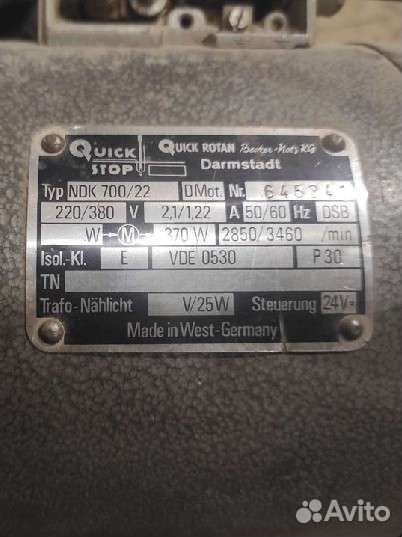 QUICK STOP
QUICK ROTAN Becker + Notz KG
Darmstadt
Typ NDK 700/22 DMot. Nr.
220/380 V 2,1/1,22 A 50/60 Hz DSB
W M 370 W 2850/3460 /min
Isol.-Kl. E VDE 0530 P 30
TN
Trafo-Nählicht V/25W Steuerung 24V=
Made in West-Germany
Avito